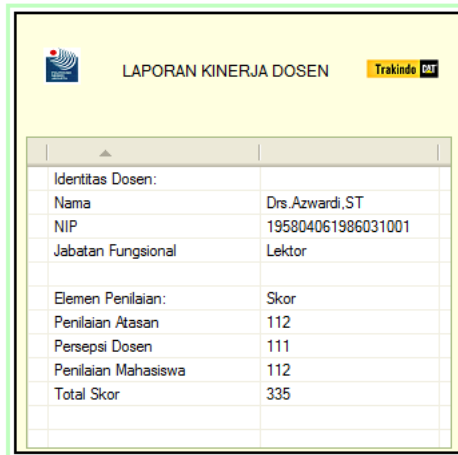 LAPORAN KINERJA DOSEN
Trakindo CAT
Identitas Dosen:
Nama Drs.Azwardi,ST
NIP 195804061986031001
Jabatan Fungsional Lektor
Elemen Penilaian: Skor
Penilaian Atasan 112
Persepsi Dosen 111
Penilaian Mahasiswa 112
Total Skor 335